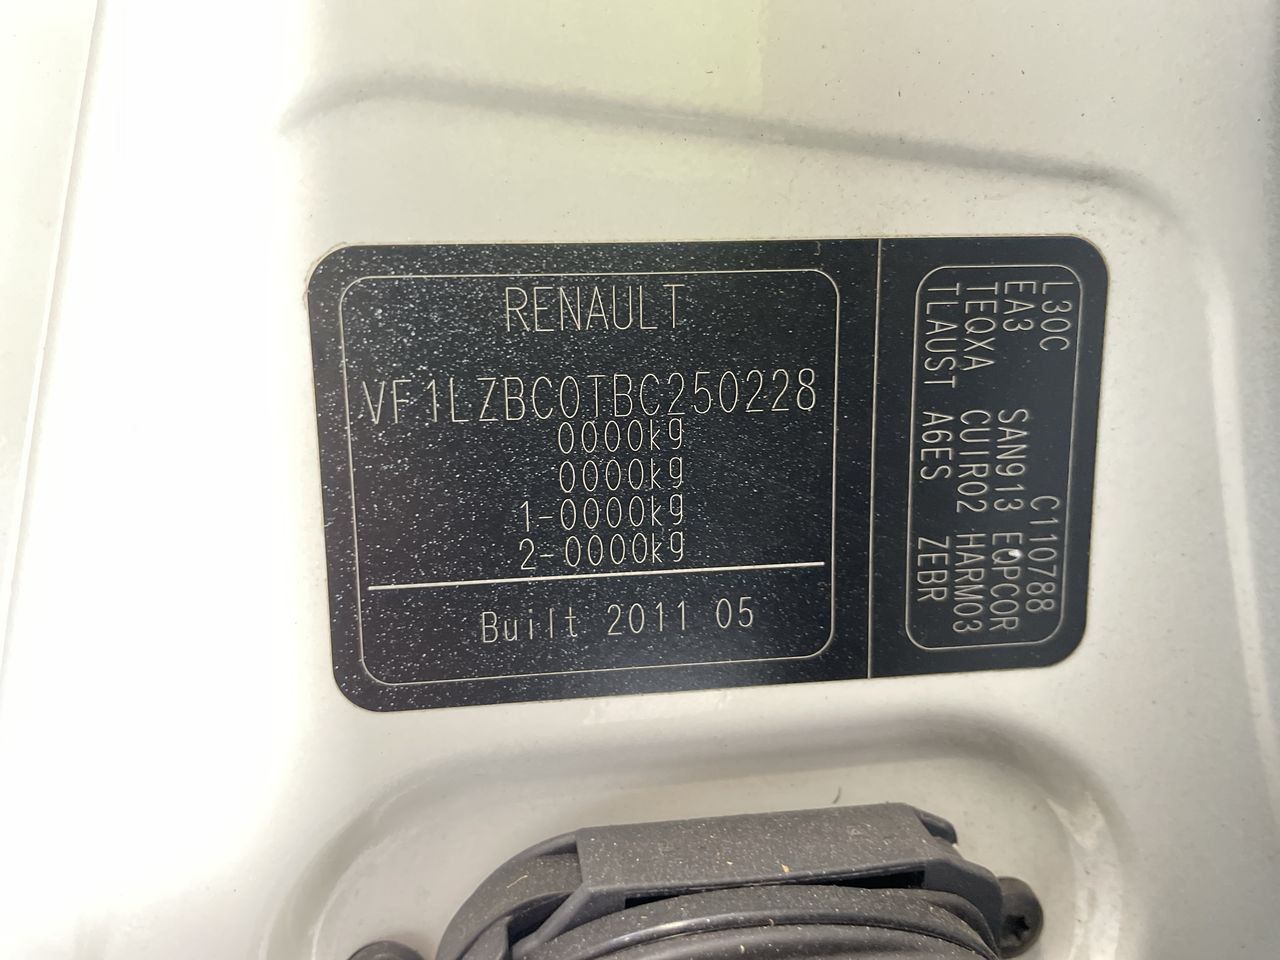 RENAULT
VF1LZBC0TBC250228
0000kg
0000kg
1-0000kg
2-0000kg
Built 2011 05
L30C C110788
EA3 SAN913 EQPCOR
TEQXA CUIR02 HARM03
TLAUST A6ES ZEBR